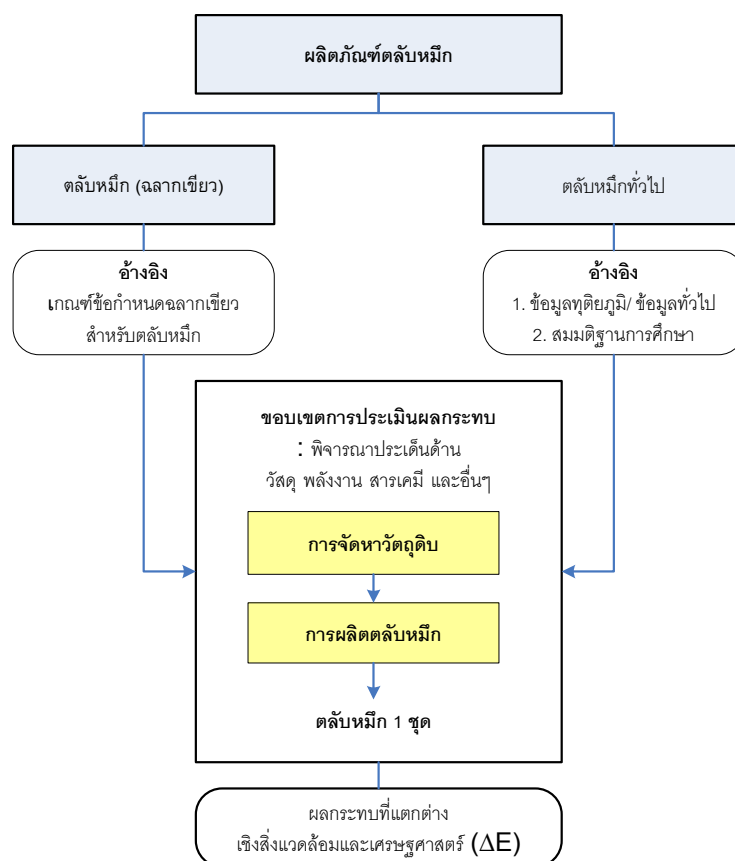 ผลิตภัณฑ์ตลับหมึก
ตลับหมึก (ฉลากเขียว)
ตลับหมึกทั่วไป
อ้างอิง
เกณฑ์ข้อกำหนดฉลากเขียว
สำหรับตลับหมึก
อ้างอิง
1. ข้อมูลทุติยภูมิ/ ข้อมูลทั่วไป
2. สมมติฐานการศึกษา
ขอบเขตการประเมินผลกระทบ
: พิจารณาประเด็นด้าน
วัสดุ พลังงาน สารเคมี และอื่นๆ
การจัดหาวัตถุดิบ
การผลิตตลับหมึก
ตลับหมึก 1 ชุด
ผลกระทบที่แตกต่าง
เชิงสิ่งแวดล้อมและเศรษฐศาสตร์ (ΔE)